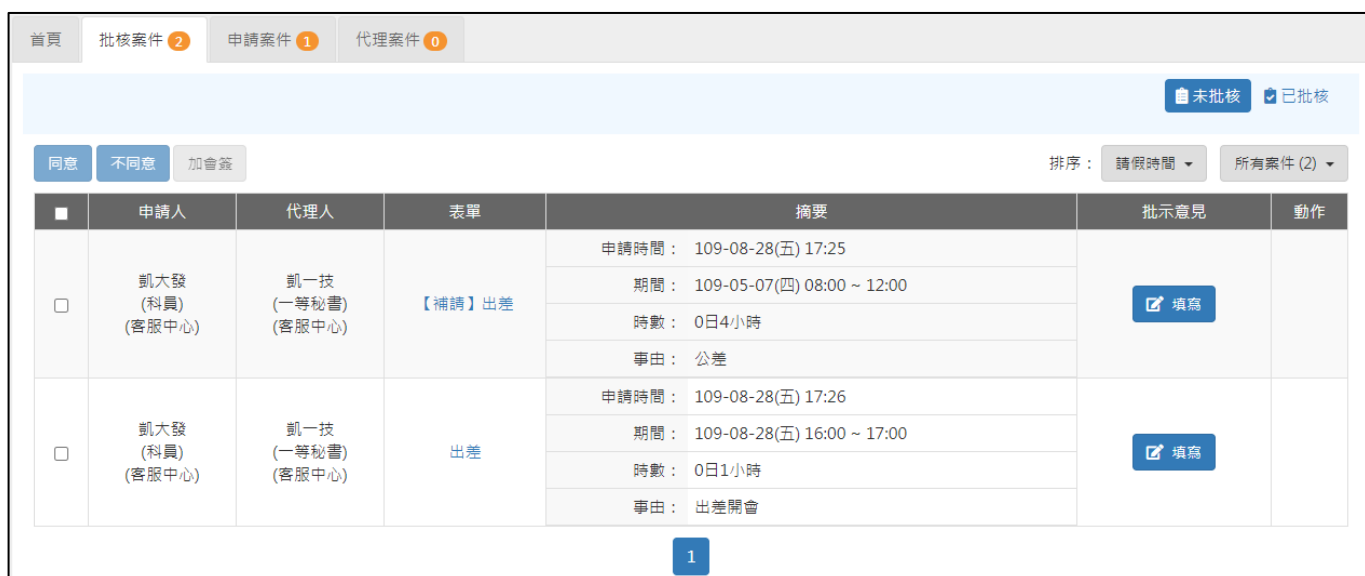 首頁 批核案件 2 申請案件 1 代理案件 0
未批核 已批核
同意 不同意 加會簽 排序： 請假時間 所有案件 (2)
申請人 代理人 表單 摘要 批示意見 動作
凱大發
(科員)
(客服中心)
凱一技
(一等秘書)
(客服中心)
【補請】出差
申請時間： 109-08-28(五) 17:25
期間： 109-05-07(四) 08:00 ~ 12:00
時數： 0日4小時
事由： 公差
填寫
凱大發
(科員)
(客服中心)
凱一技
(一等秘書)
(客服中心)
出差
申請時間： 109-08-28(五) 17:26
期間： 109-08-28(五) 16:00 ~ 17:00
時數： 0日1小時
事由： 出差開會
填寫
1